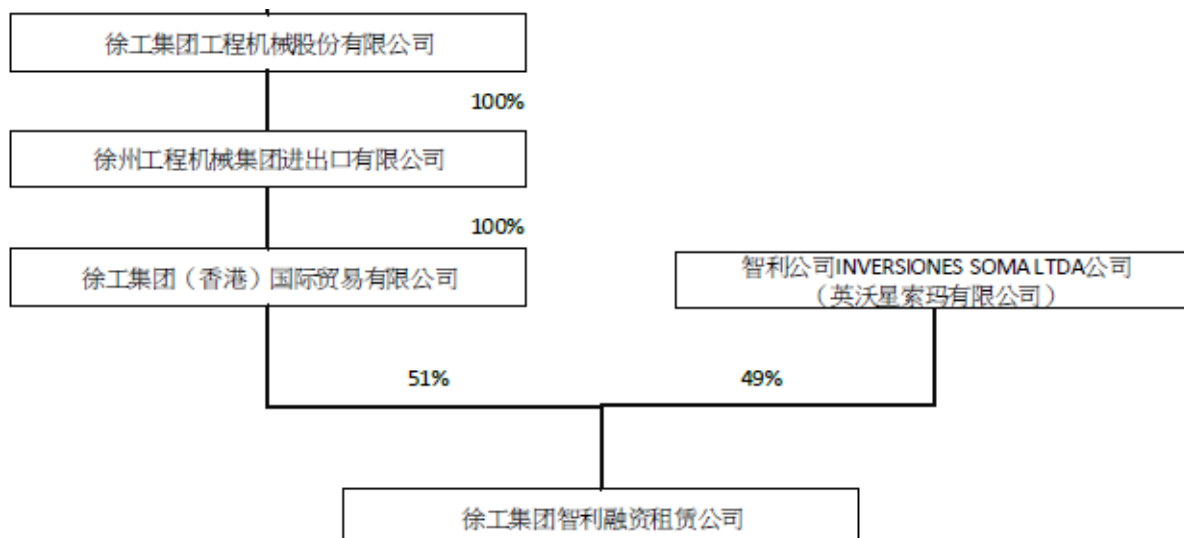 徐工集团工程机械股份有限公司
100%
徐州工程机械集团进出口有限公司
100%
徐工集团（香港）国际贸易有限公司
智利公司INVERSIONES SOMA LTDA公司
（英沃星索玛有限公司）
51%
49%
徐工集团智利融资租赁公司